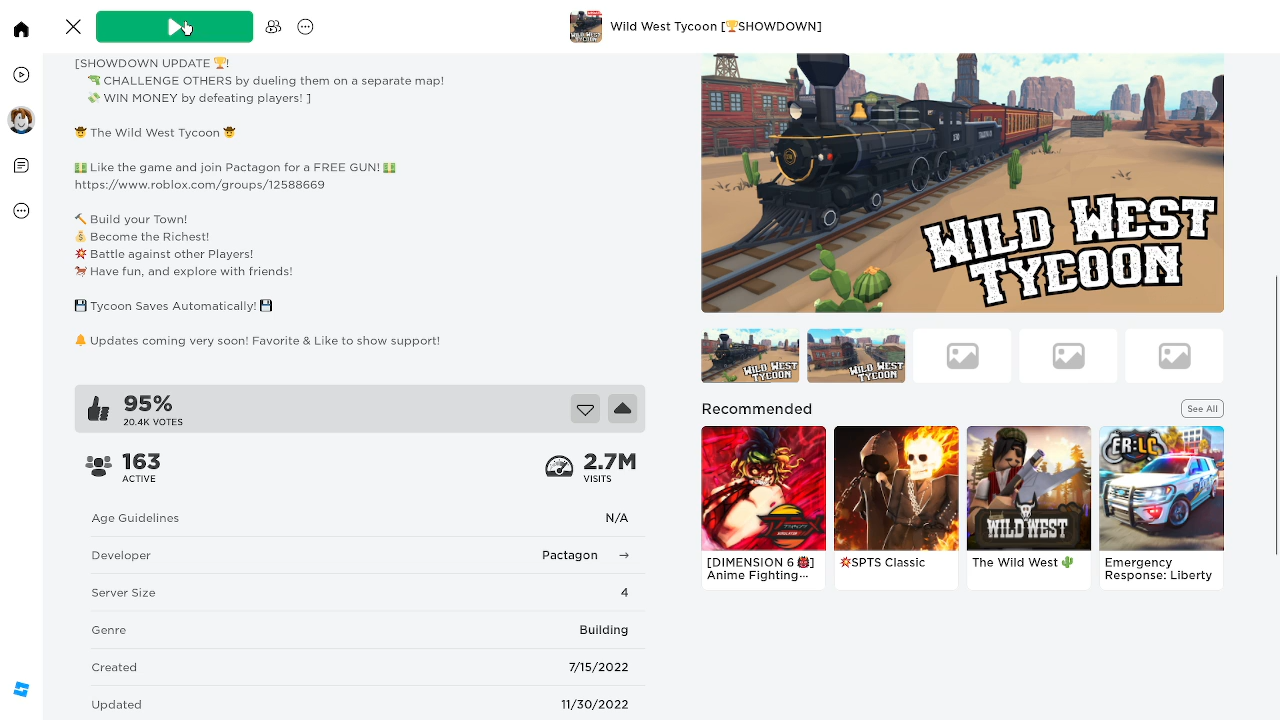 Wild West Tycoon [🏆SHOWDOWN]
[SHOWDOWN UPDATE 🏆!
🔫 CHALLENGE OTHERS by dueling them on a separate map!
💸 WIN MONEY by defeating players! ]
🤠 The Wild West Tycoon 🤠
💵 Like the game and join Pactagon for a FREE GUN! 💵
https://www.roblox.com/groups/12588669
🔨 Build your Town!
💰 Become the Richest!
💥 Battle against other Players!
🐎 Have fun, and explore with friends!
💾 Tycoon Saves Automatically! 💾
🔔 Updates coming very soon! Favorite & Like to show support!
95%
20.4K VOTES
163
ACTIVE
2.7M
VISITS
Age Guidelines N/A
Developer Pactagon →
Server Size 4
Genre Building
Created 7/15/2022
Updated 11/30/2022
WILD WEST
TYCOON
WILD WEST
TYCOON
WILD WEST
TYCOON
Recommended
See All
WILD WEST
ER:LC
[DIMENSION 6 👹]
Anime Fighting...
💥SPTS Classic
The Wild West 🌵
Emergency
Response: Liberty